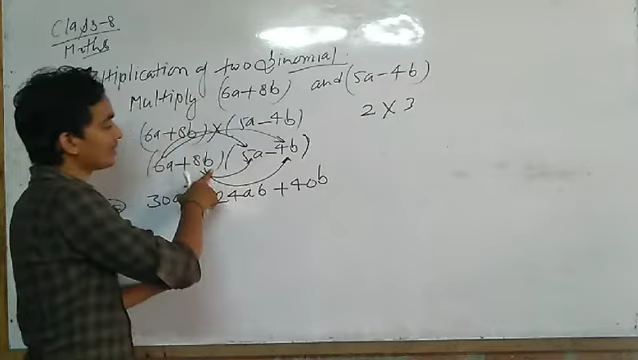 Class-8
Maths
ltiplication of two Binomial
Multiply (6a+8b) and (5a-4b)
(6a+8b)×(5a-4b) 2×3
(6a+8b)(5a-4b)
30a 24ab +40b